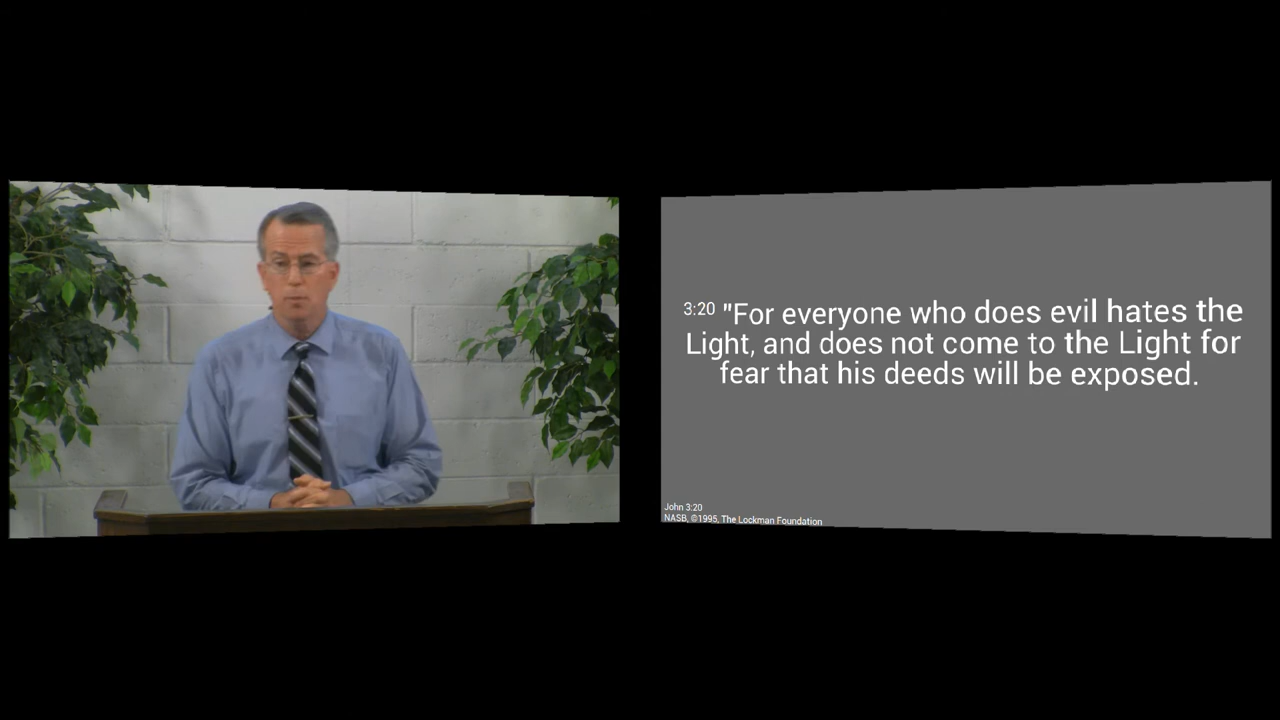 3:20 "For everyone who does evil hates the
Light, and does not come to the Light for
fear that his deeds will be exposed.
John 3:20
NASB, ©1995, The Lockman Foundation